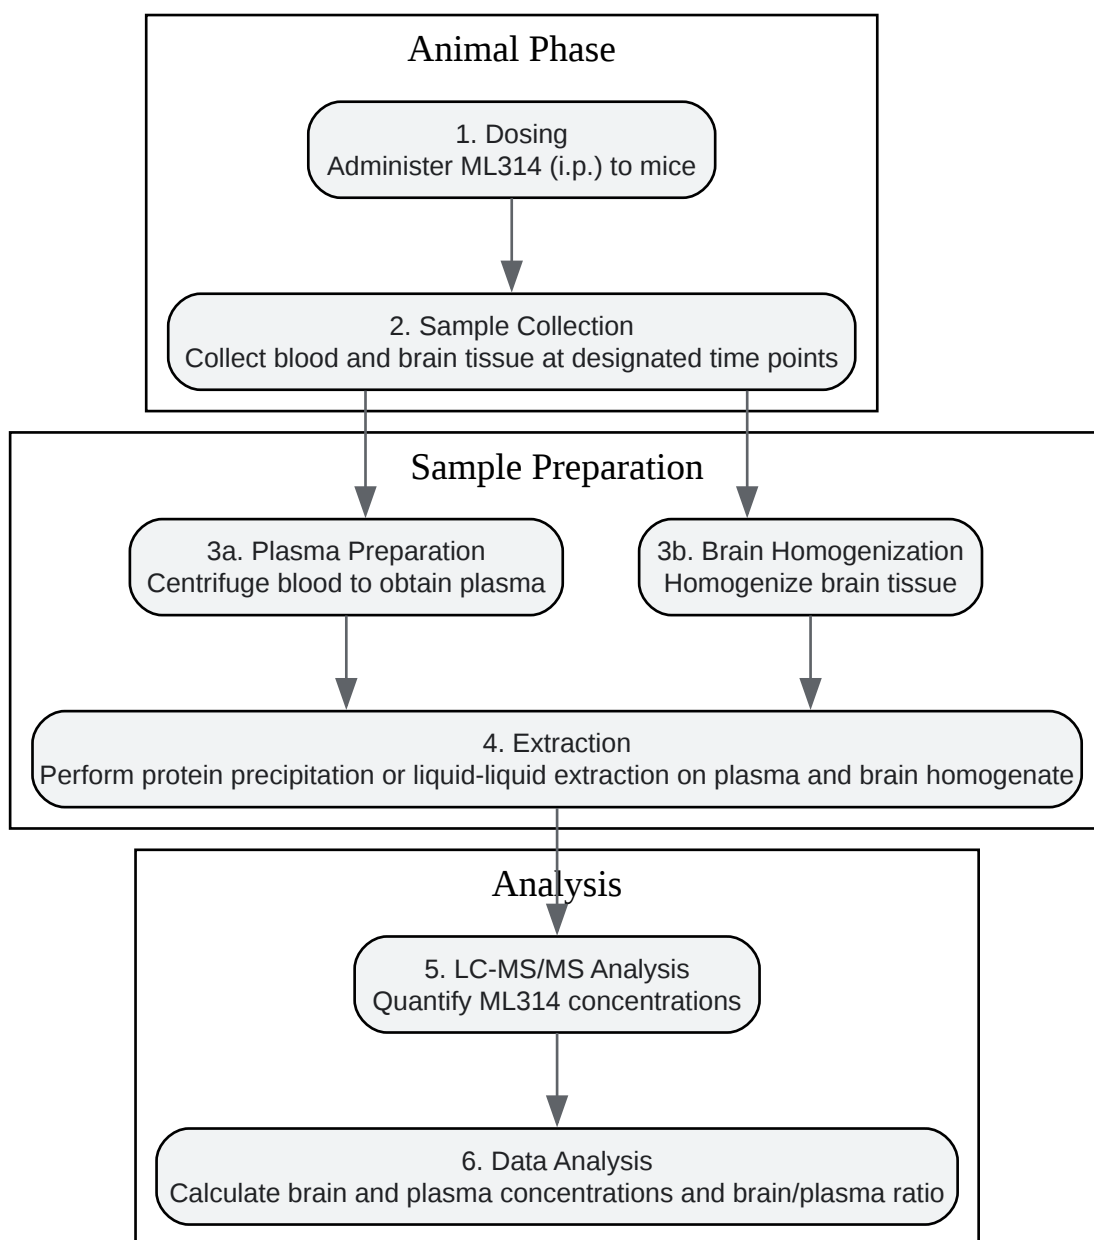 Animal Phase
1. Dosing
Administer ML314 (i.p.) to mice
2. Sample Collection
Collect blood and brain tissue at designated time points
Sample Preparation
3a. Plasma Preparation
Centrifuge blood to obtain plasma
3b. Brain Homogenization
Homogenize brain tissue
4. Extraction
Perform protein precipitation or liquid-liquid extraction on plasma and brain homogenate
Analysis
5. LC-MS/MS Analysis
Quantify ML314 concentrations
6. Data Analysis
Calculate brain and plasma concentrations and brain/plasma ratio